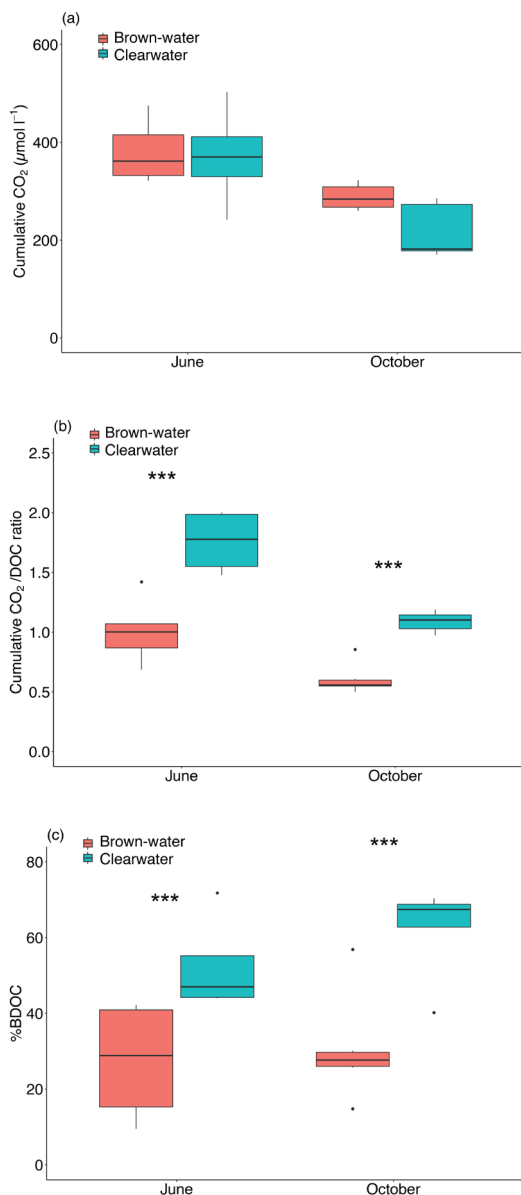 (a)
Brown-water
Clearwater
600
400
200
0
Cumulative CO₂ (µmol l⁻¹)
June October
(b)
Brown-water
Clearwater
2.5
2.0
1.5
1.0
0.5
0.0
Cumulative CO₂ /DOC ratio
***
***
June October
(c)
Brown-water
Clearwater
80
60
40
20
0
%BDOC
***
***
June October